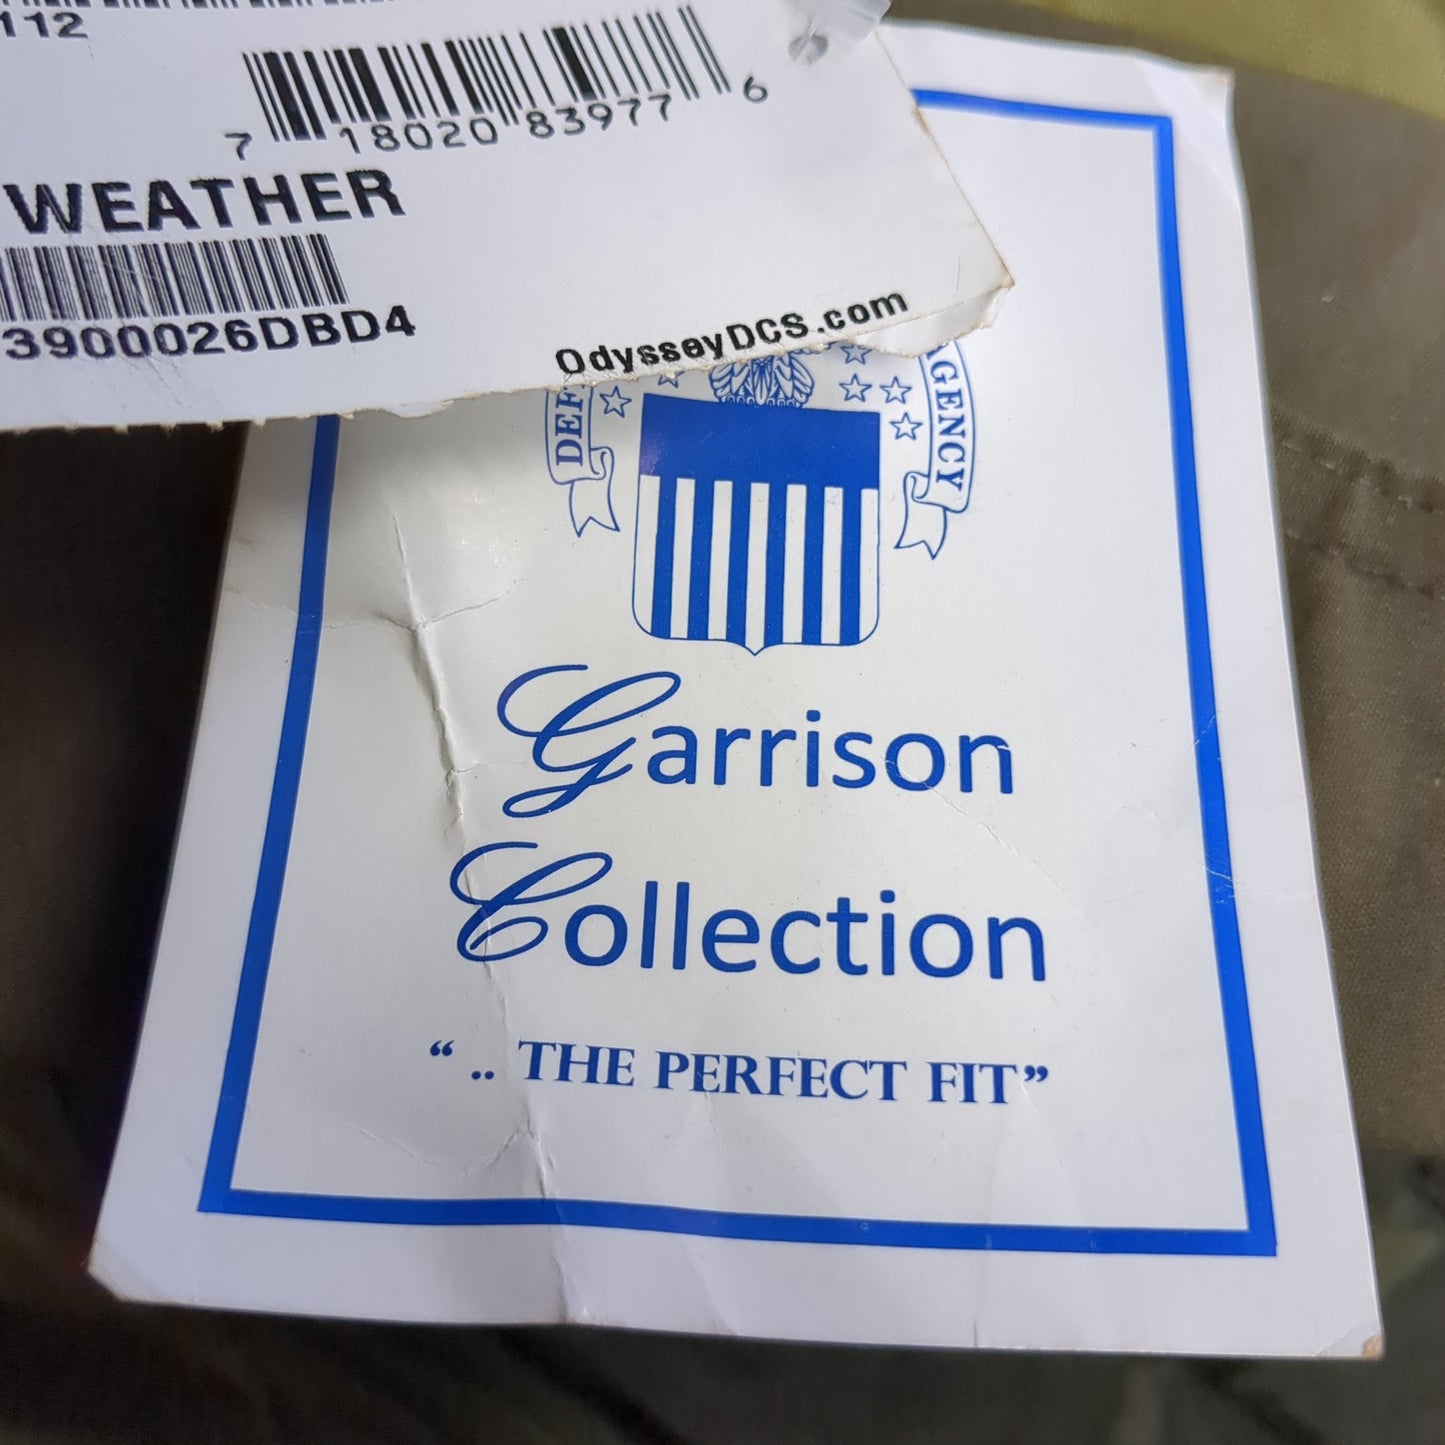 112
7 18020 83977 6
WEATHER
3900026DBD4
OdysseyDCS.com
DEF
AGENCY
Garrison
Collection
“ .. THE PERFECT FIT”